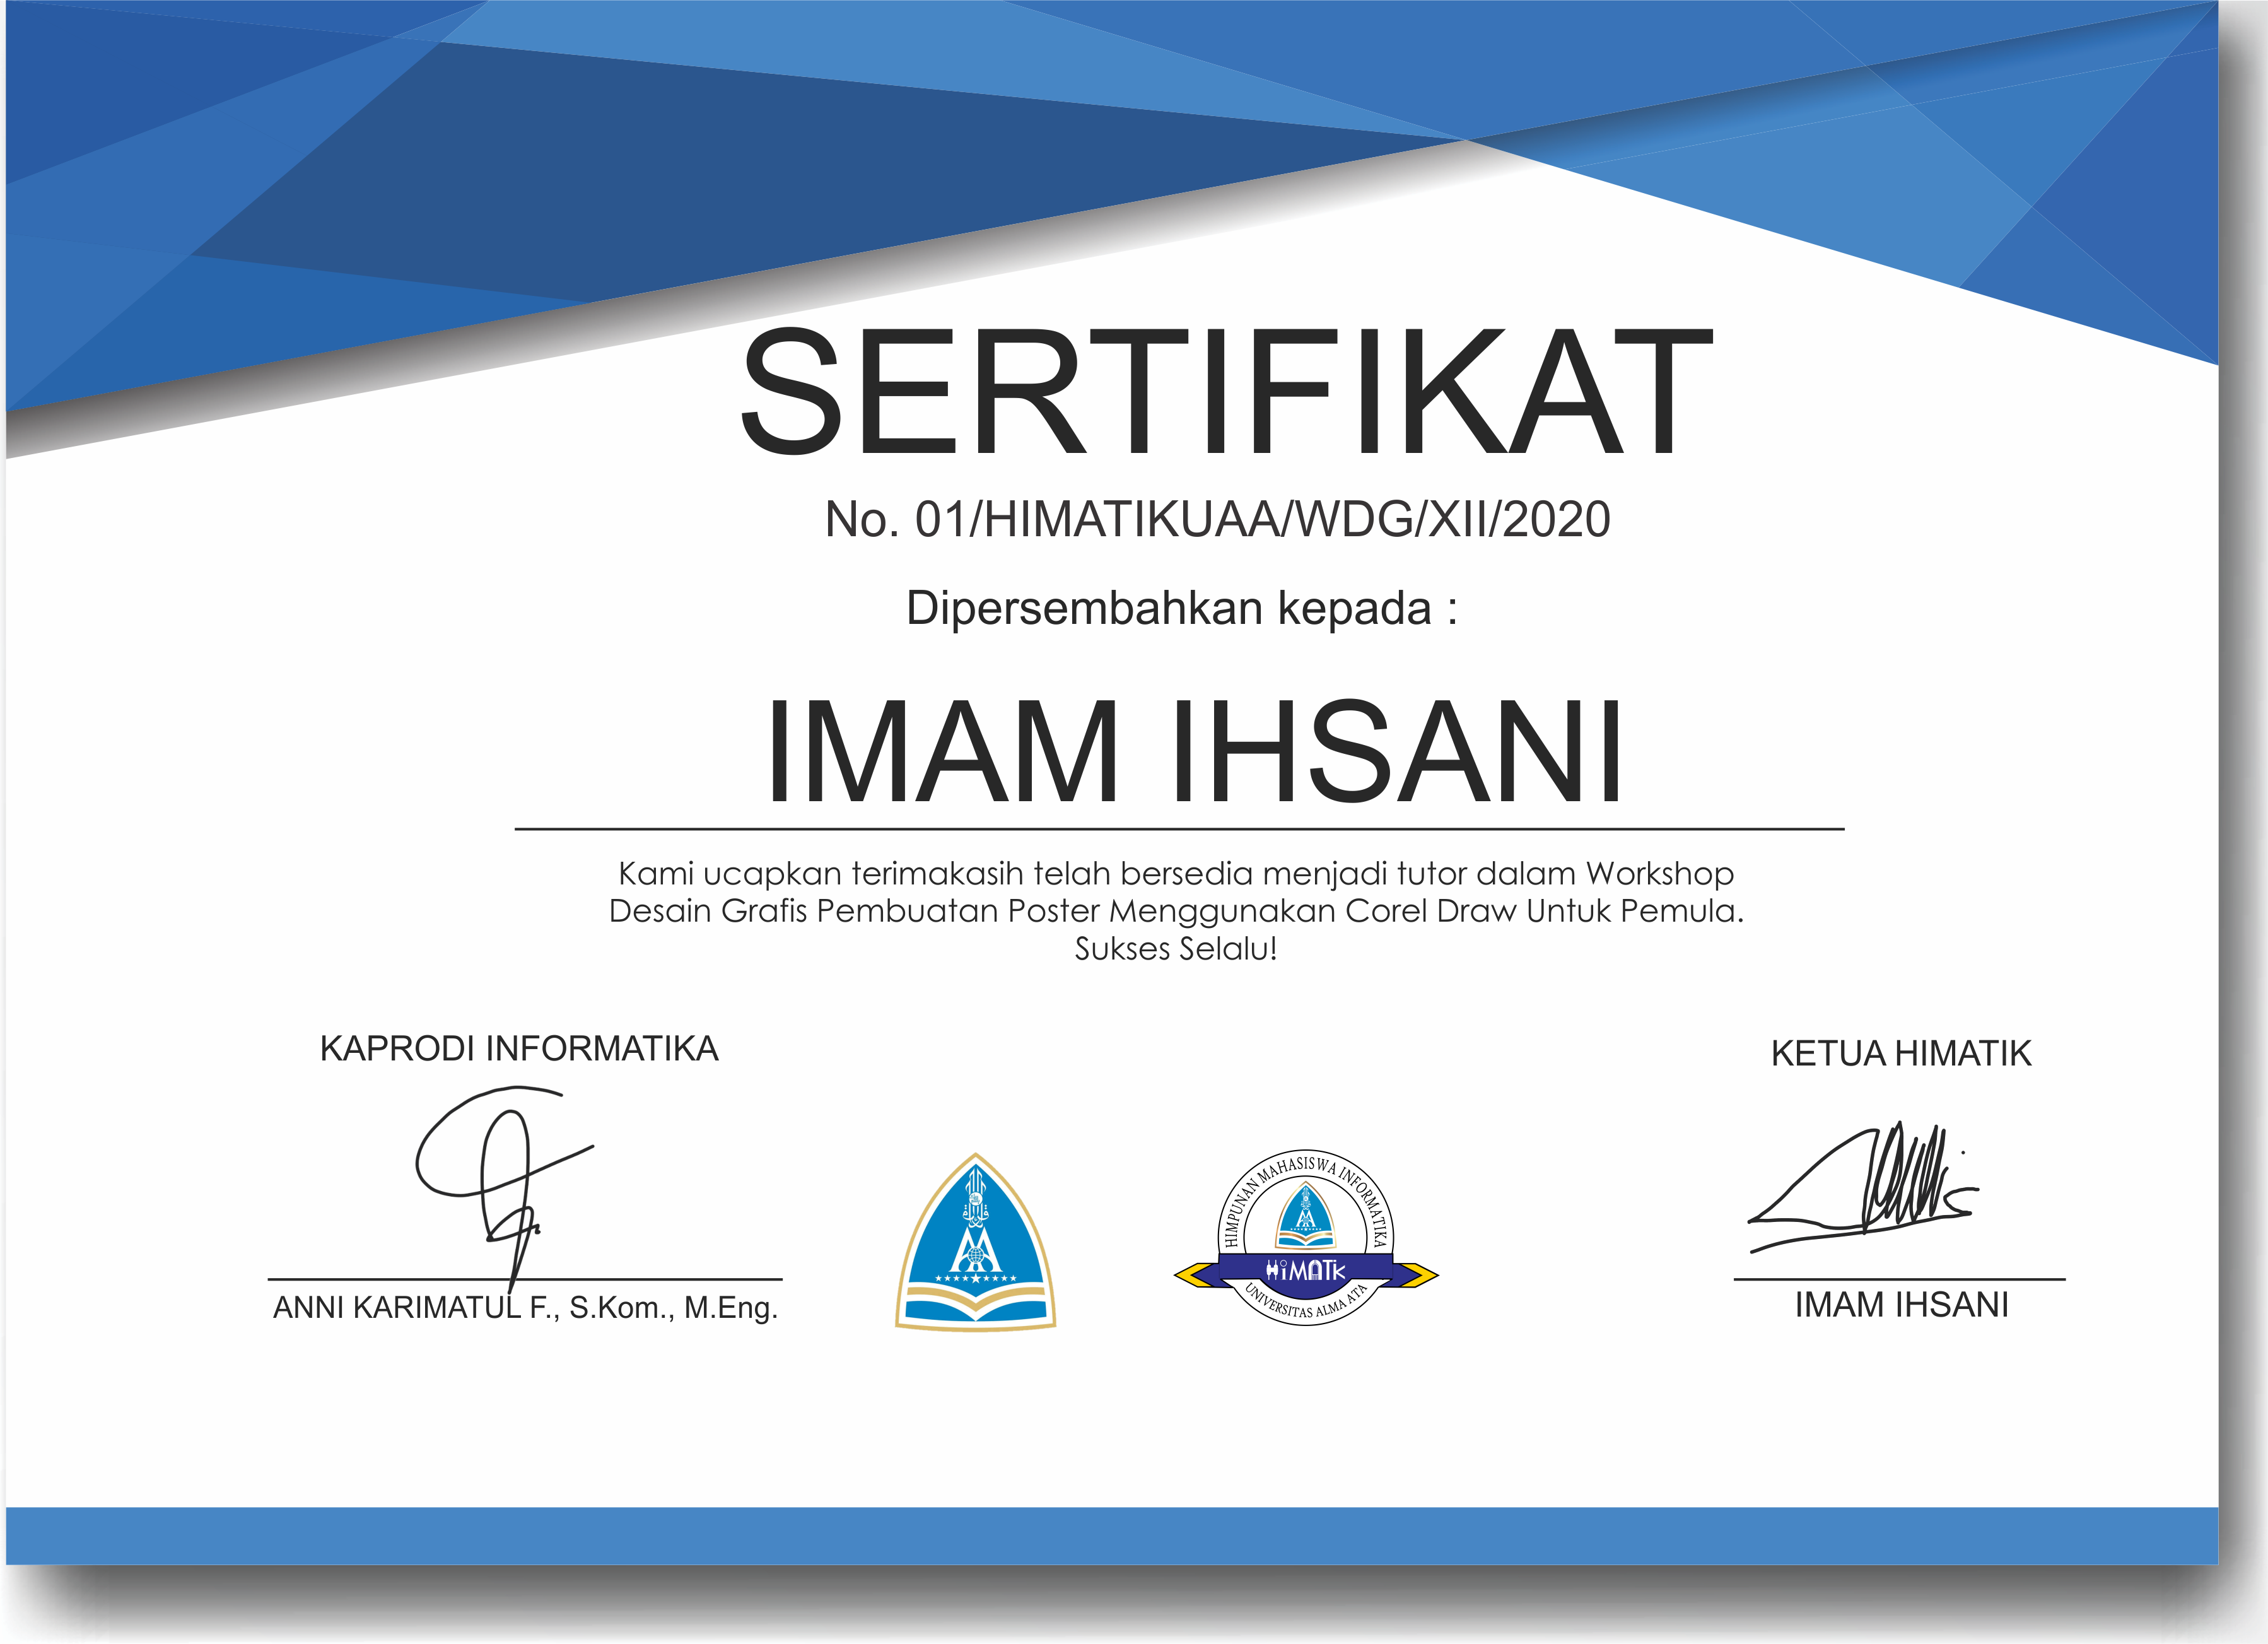 SERTIFIKAT
No. 01/HIMATIKUAA/WDG/XII/2020
Dipersembahkan kepada :
IMAM IHSANI
Kami ucapkan terimakasih telah bersedia menjadi tutor dalam Workshop
Desain Grafis Pembuatan Poster Menggunakan Corel Draw Untuk Pemula.
Sukses Selalu!
KAPRODI INFORMATIKA
ANNI KARIMATUL F., S.Kom., M.Eng.
HIMPUNAN MAHASISWA INFORMATIKA
HiMATik
UNIVERSITAS ALMA ATA
KETUA HIMATIK
IMAM IHSANI